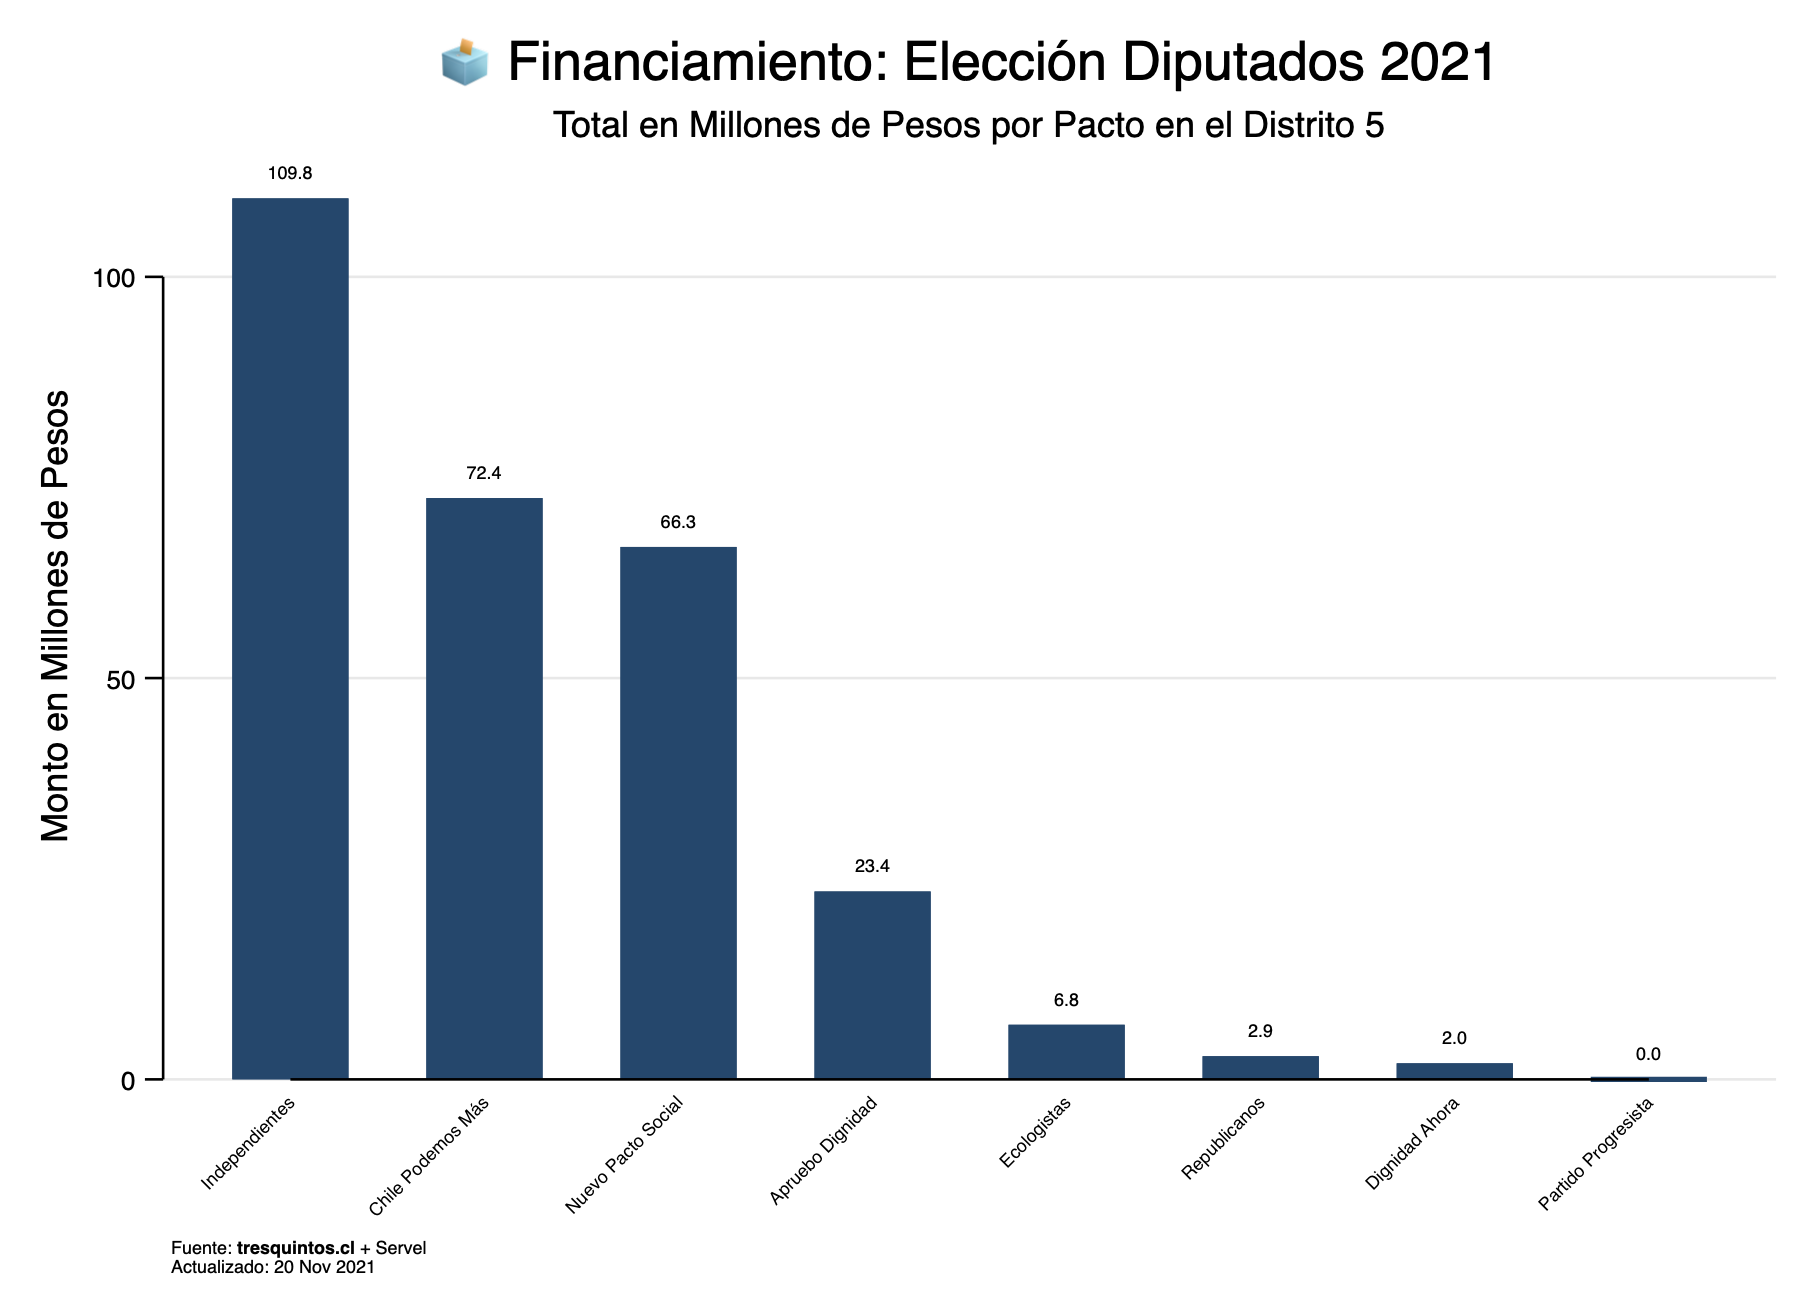 Financiamiento: Elección Diputados 2021
Total en Millones de Pesos por Pacto en el Distrito 5
Monto en Millones de Pesos
100
50
0
109.8
72.4
66.3
23.4
6.8
2.9
2.0
0.0
Independientes
Chile Podemos Más
Nuevo Pacto Social
Apruebo Dignidad
Ecologistas
Republicanos
Dignidad Ahora
Partido Progresista
Fuente: tresquintos.cl + Servel
Actualizado: 20 Nov 2021